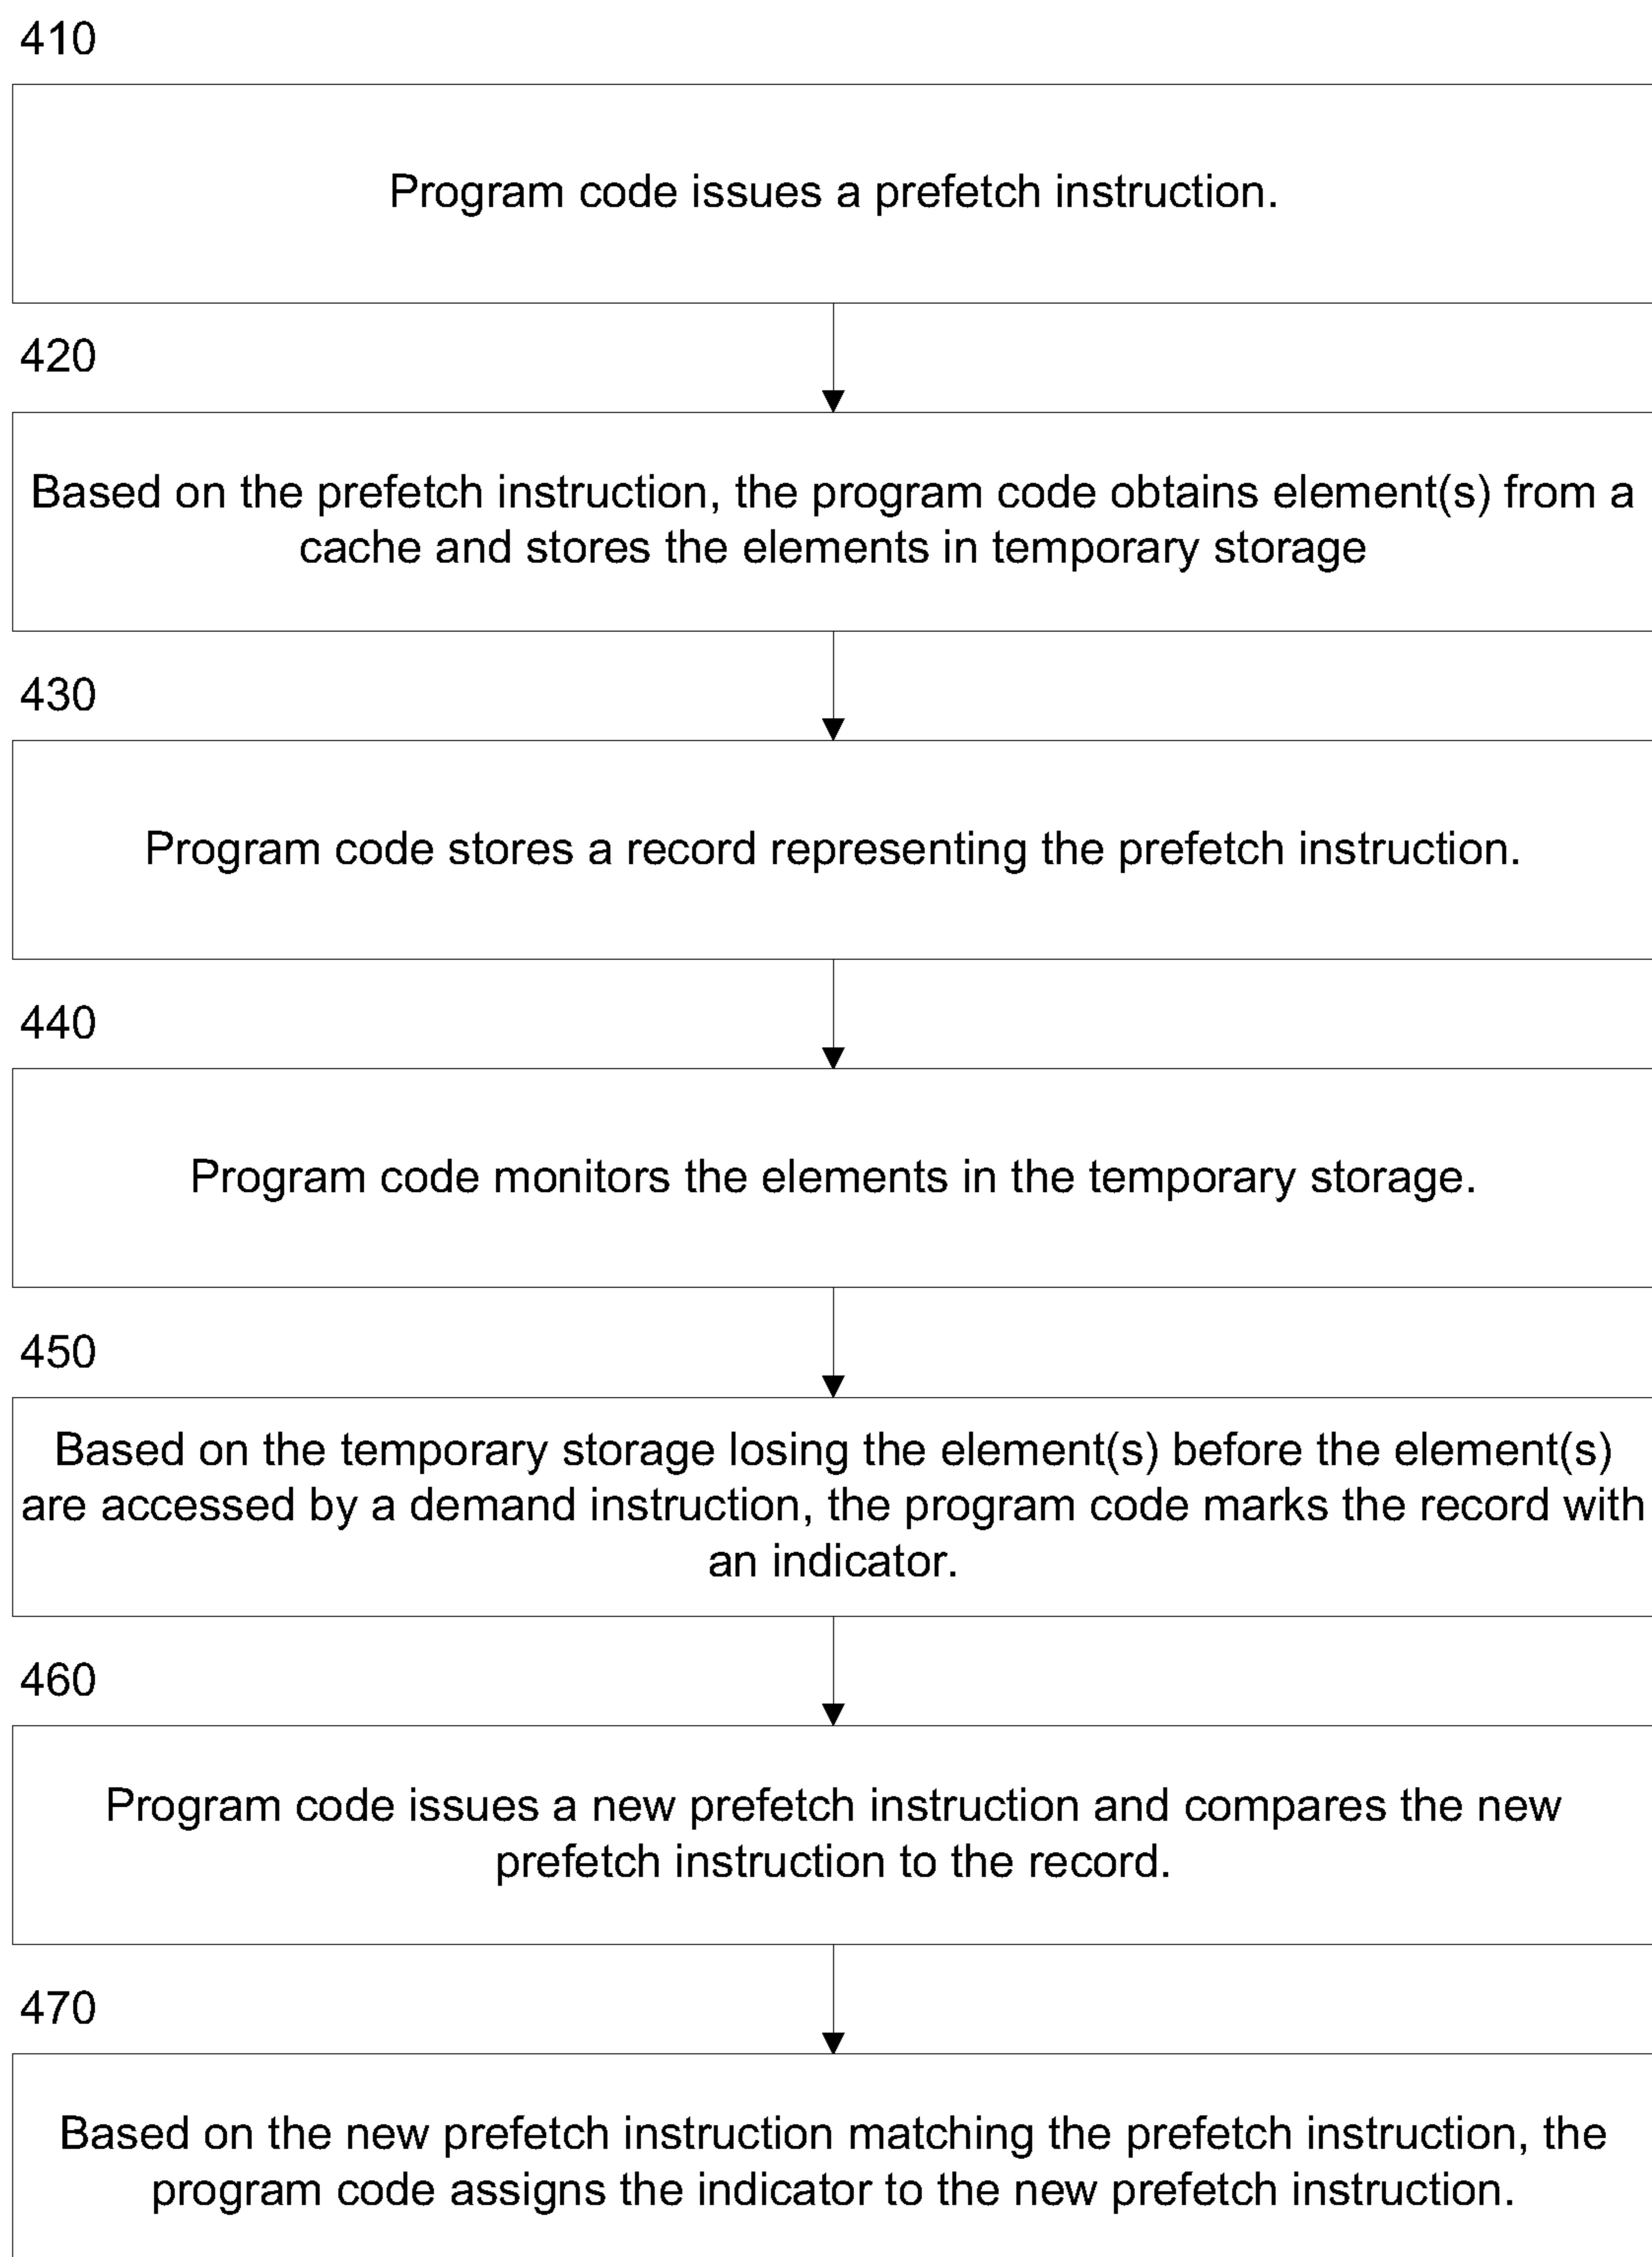 410
Program code issues a prefetch instruction.
420
Based on the prefetch instruction, the program code obtains element(s) from a
cache and stores the elements in temporary storage
430
Program code stores a record representing the prefetch instruction.
440
Program code monitors the elements in the temporary storage.
450
Based on the temporary storage losing the element(s) before the element(s)
are accessed by a demand instruction, the program code marks the record with
an indicator.
460
Program code issues a new prefetch instruction and compares the new
prefetch instruction to the record.
470
Based on the new prefetch instruction matching the prefetch instruction, the
program code assigns the indicator to the new prefetch instruction.